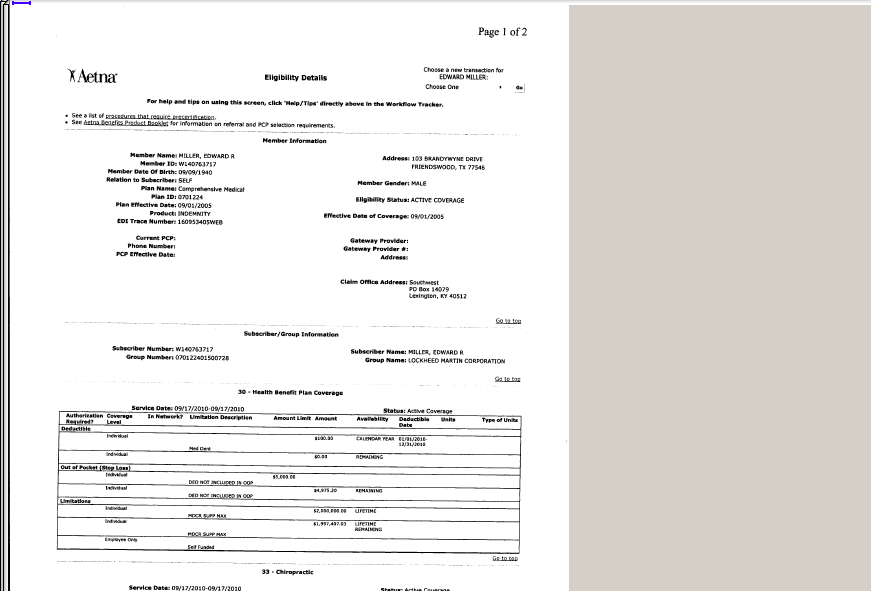 Page 1 of 2
Aetna
Eligibility Details
Choose a new transaction for
EDWARD MILLER:
Choose One
Go
For help and tips on using this screen, click 'Help/Tips' directly above in the Workflow Tracker.
• See a list of procedures that require precertification.
• See Aetna Benefits Product Booklet for information on referral and PCP selection requirements.
Member Information
Member Name: MILLER, EDWARD R
Member ID: W140763717
Member Date Of Birth: 09/09/1940
Relation to Subscriber: SELF
Plan Name: Comprehensive Medical
Plan ID: 0701224
Plan Effective Date: 09/01/2005
Product: INDEMNITY
EDI Trace Number: 160953405WEB
Address: 103 BRANDYWYNE DRIVE
FRIENDSWOOD, TX 77546
Member Gender: MALE
Eligibility Status: ACTIVE COVERAGE
Effective Date of Coverage: 09/01/2005
Current PCP:
Phone Number:
PCP Effective Date:
Gateway Provider:
Gateway Provider #:
Address:
Claim Office Address: Southwest
PO Box 14079
Lexington, KY 40512
Go to top
Subscriber/Group Information
Subscriber Number: W140763717
Group Number: 070122401500728
Subscriber Name: MILLER, EDWARD R
Group Name: LOCKHEED MARTIN CORPORATION
Go to top
30 - Health Benefit Plan Coverage
Service Date: 09/17/2010-09/17/2010 Status: Active Coverage
Authorization Required? Coverage Level In Network? Limitation Description Amount Limit Amount Availability Deductible Date Units Type of Units
Deductible
Individual $100.00 CALENDAR YEAR 01/01/2010-12/31/2010
Med Dent
Individual $0.00 REMAINING
Out of Pocket (Stop Loss)
Individual $5,000.00
DED NOT INCLUDED IN OOP
Individual $4,975.20 REMAINING
DED NOT INCLUDED IN OOP
Limitations
Individual $2,000,000.00 LIFETIME
MDCR SUPP MAX
Individual $1,997,407.03 LIFETIME REMAINING
MDCR SUPP MAX
Employee Only
Self Funded
Go to top
33 - Chiropractic
Service Date: 09/17/2010-09/17/2010 Status: Active Coverage